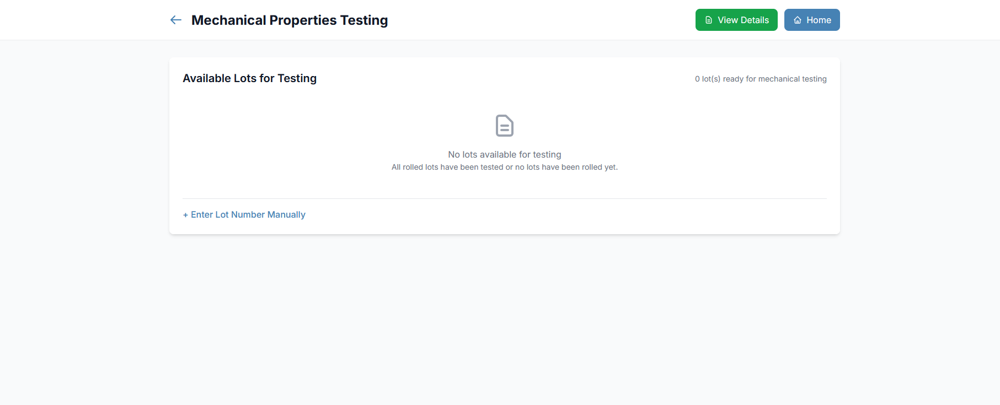 Mechanical Properties Testing
View Details
Home
Available Lots for Testing
0 lot(s) ready for mechanical testing
No lots available for testing
All rolled lots have been tested or no lots have been rolled yet.
+ Enter Lot Number Manually